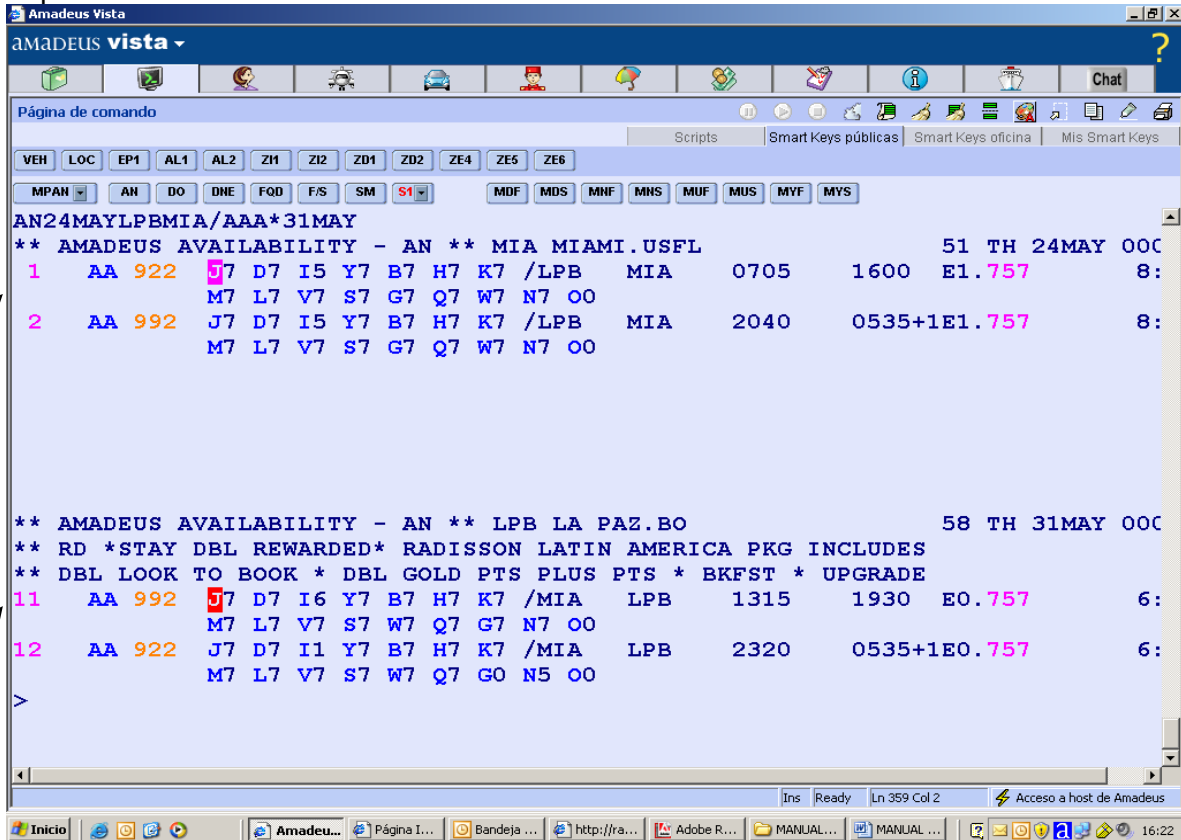 Amadeus Vista
amadeus vista
?
Chat
Página de comando
Scripts Smart Keys públicas Smart Keys oficina Mis Smart Keys
VEH LOC EP1 AL1 AL2 ZI1 ZI2 ZD1 ZD2 ZE4 ZE5 ZE6
MPAN AN DO DNE FQD F/S SM S1 MDF MDS MNF MNS MUF MUS MYF MYS
AN24MAYLPBMIA/AAA*31MAY
** AMADEUS AVAILABILITY - AN ** MIA MIAMI.USFL 51 TH 24MAY 000
1 AA 922 J7 D7 I5 Y7 B7 H7 K7 /LPB MIA 0705 1600 E1.757 8:
M7 L7 V7 S7 G7 Q7 W7 N7 O0
2 AA 992 J7 D7 I5 Y7 B7 H7 K7 /LPB MIA 2040 0535+1E1.757 8:
M7 L7 V7 S7 G7 Q7 W7 N7 O0
** AMADEUS AVAILABILITY - AN ** LPB LA PAZ.BO 58 TH 31MAY 000
** RD *STAY DBL REWARDED* RADISSON LATIN AMERICA PKG INCLUDES
** DBL LOOK TO BOOK * DBL GOLD PTS PLUS PTS * BKFST * UPGRADE
11 AA 992 J7 D7 I6 Y7 B7 H7 K7 /MIA LPB 1315 1930 E0.757 6:
M7 L7 V7 S7 W7 Q7 G7 N7 O0
12 AA 922 J7 D7 I1 Y7 B7 H7 K7 /MIA LPB 2320 0535+1E0.757 6:
M7 L7 V7 S7 W7 Q7 G0 N5 O0
>
Ins Ready Ln 359 Col 2 Acceso a host de Amadeus
Inicio Amadeu... Página I... Bandeja ... http://ra... Adobe R... MANUAL... MANUAL ... 16:22